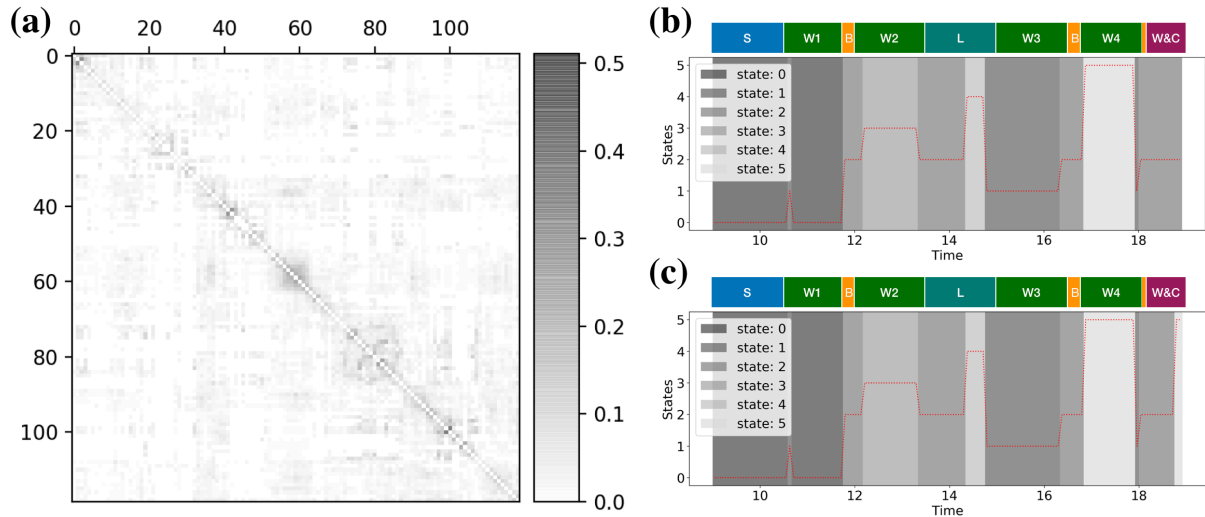 (a)
0 20 40 60 80 100
0
20
40
60
80
100
0.5
0.4
0.3
0.2
0.1
0.0
(b)
S W1 B W2 L W3 B W4 W&C
5
4
3
2
1
0
States
state: 0
state: 1
state: 2
state: 3
state: 4
state: 5
10 12 14 16 18
Time
(c)
S W1 B W2 L W3 B W4 W&C
5
4
3
2
1
0
States
state: 0
state: 1
state: 2
state: 3
state: 4
state: 5
10 12 14 16 18
Time